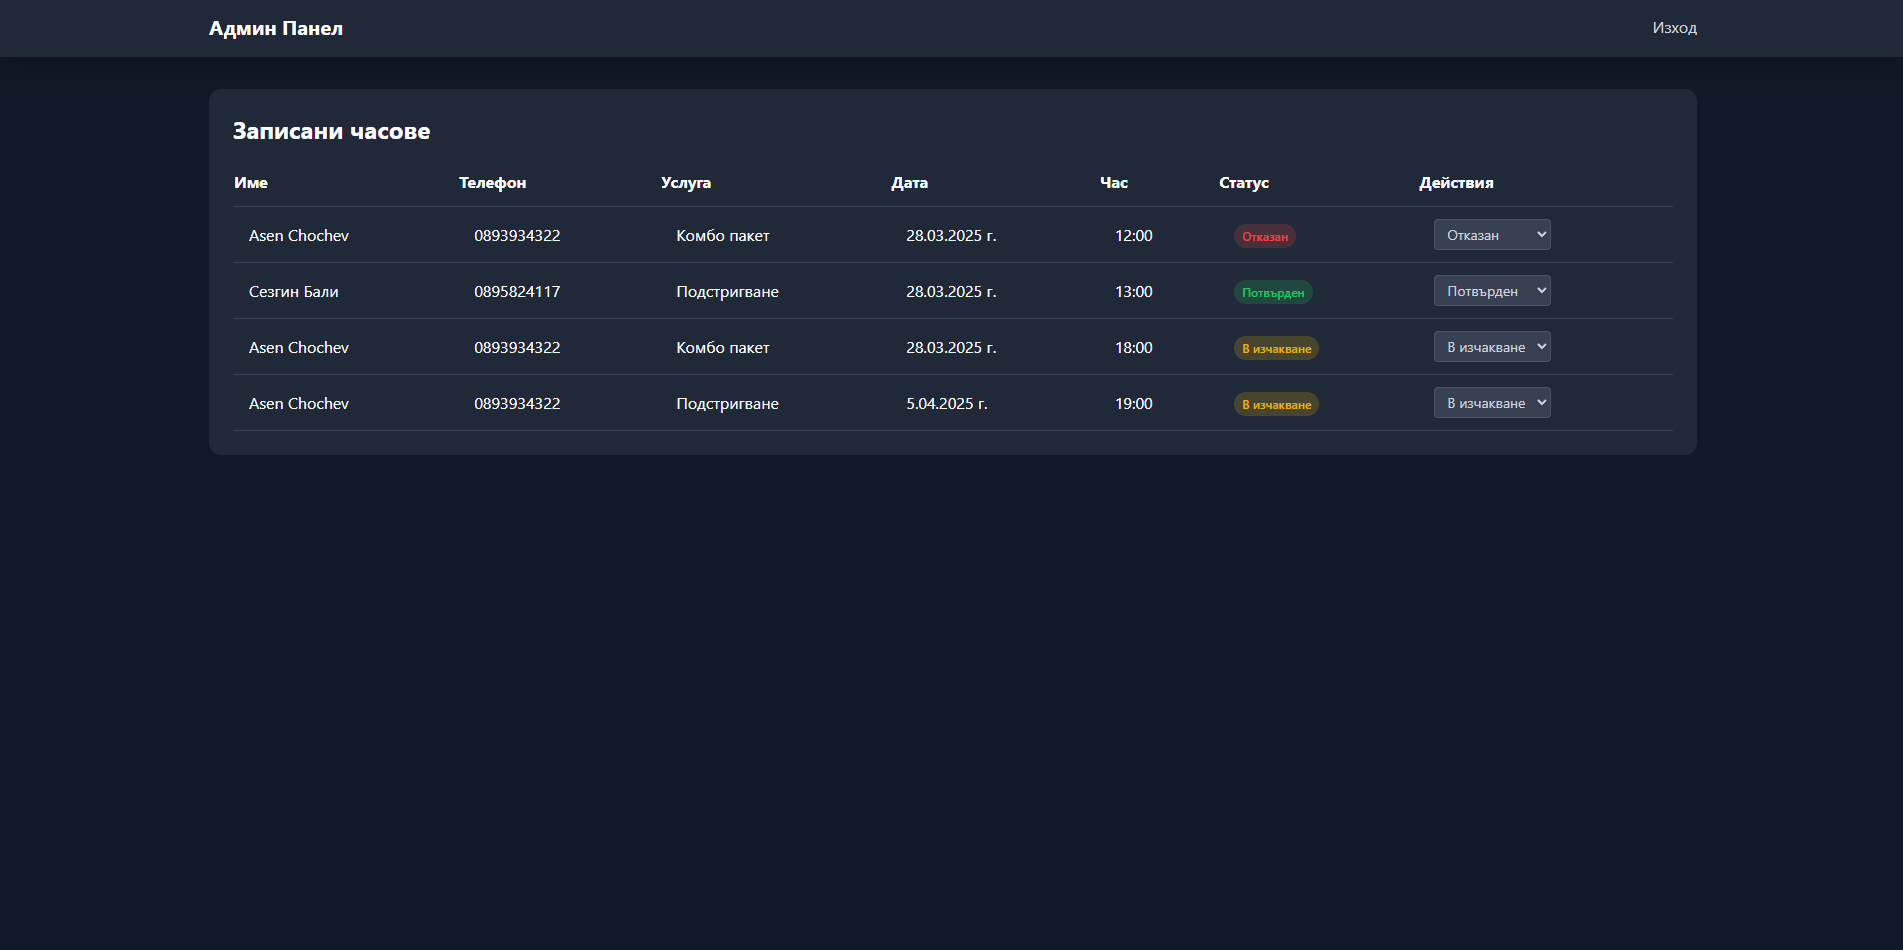 Админ Панел Изход
Записани часове
Име Телефон Услуга Дата Час Статус Действия
Asen Chochev 0893934322 Комбо пакет 28.03.2025 г. 12:00 Отказан Отказан
Сезгин Бали 0895824117 Подстригване 28.03.2025 г. 13:00 Потвърден Потвърден
Asen Chochev 0893934322 Комбо пакет 28.03.2025 г. 18:00 В изчакване В изчакване
Asen Chochev 0893934322 Подстригване 5.04.2025 г. 19:00 В изчакване В изчакване